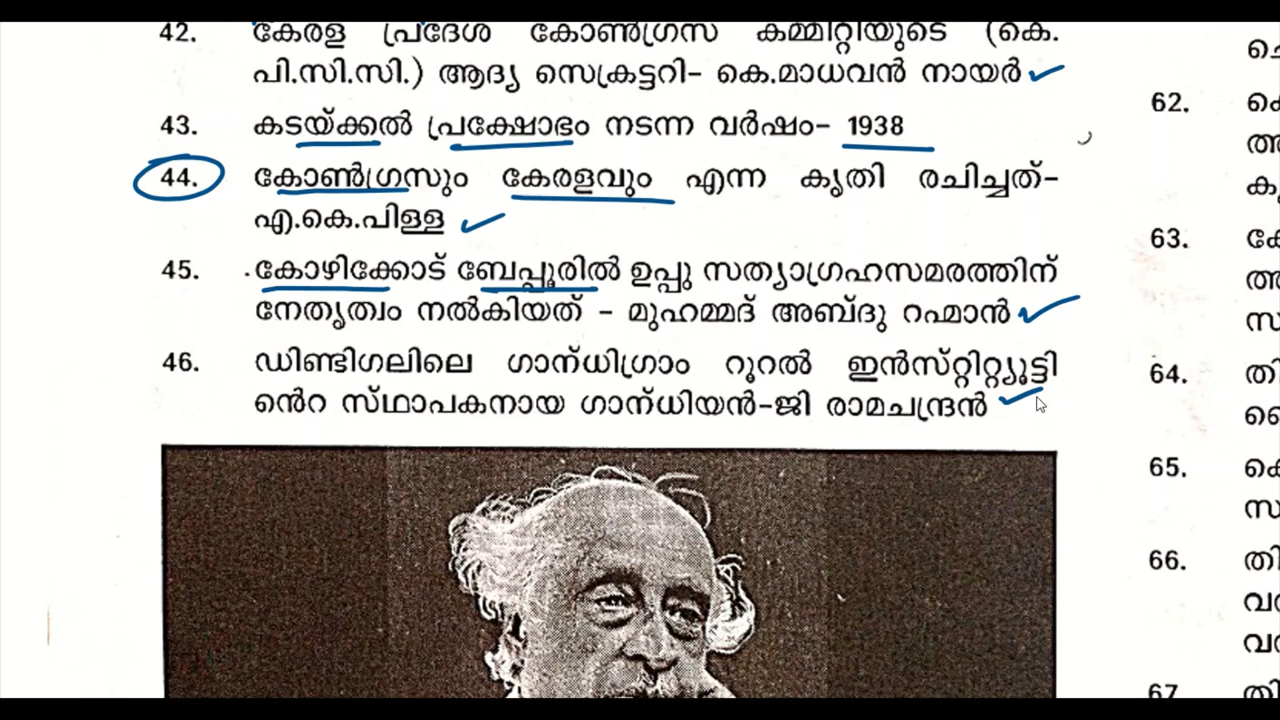 42. കേരള പ്രദേശ കോൺഗ്രസ് കമ്മിറ്റിയുടെ (കെ.
പി.സി.സി.) ആദ്യ സെക്രട്ടറി- കെ.മാധവൻ നായർ
43. കടയ്ക്കൽ പ്രക്ഷോഭം നടന്ന വർഷം- 1938
44. കോൺഗ്രസും കേരളവും എന്ന കൃതി രചിച്ചത്-
എ.കെ.പിള്ള
45. കോഴിക്കോട് ബേപ്പൂരിൽ ഉപ്പു സത്യാഗ്രഹസമരത്തിന്
നേതൃത്വം നൽകിയത് - മുഹമ്മദ് അബ്ദു റഹ്മാൻ
46. ഡിണ്ടിഗലിലെ ഗാന്ധിഗ്രാം റൂറൽ ഇൻസ്റ്റിറ്റ്യൂട്ടി
ൻെറ സ്ഥാപകനായ ഗാന്ധിയൻ-ജി രാമചന്ദ്രൻ
62.
63.
64.
65.
66.
67